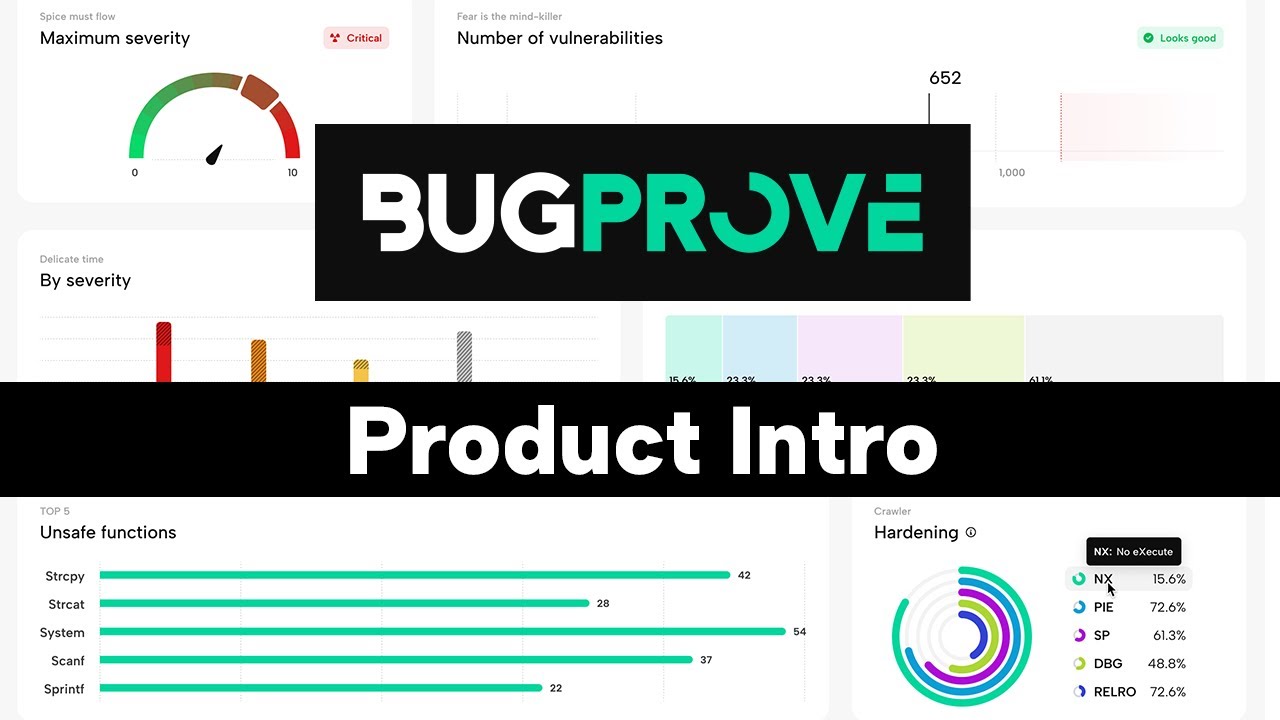 Spice must flow
Maximum severity
Critical
0
10
Fear is the mind-killer
Number of vulnerabilities
Looks good
652
1,000
BUGPROVE
Delicate time
By severity
15.6%
23.3%
23.3%
23.3%
61.1%
Product Intro
TOP 5
Unsafe functions
Strcpy
42
Strcat
28
System
54
Scanf
37
Sprintf
22
Crawler
Hardening
NX: No eXecute
NX 15.6%
PIE 72.6%
SP 61.3%
DBG 48.8%
RELRO 72.6%